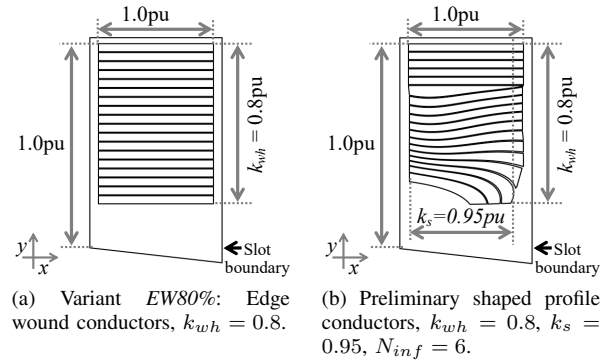 1.0pu
1.0pu
k_wh = 0.8pu
y
x
Slot
boundary
(a) Variant EW80%: Edge
wound conductors, k_wh = 0.8.
1.0pu
1.0pu
k_wh = 0.8pu
k_s=0.95pu
y
x
Slot
boundary
(b) Preliminary shaped profile
conductors, k_wh = 0.8, k_s =
0.95, N_inf = 6.